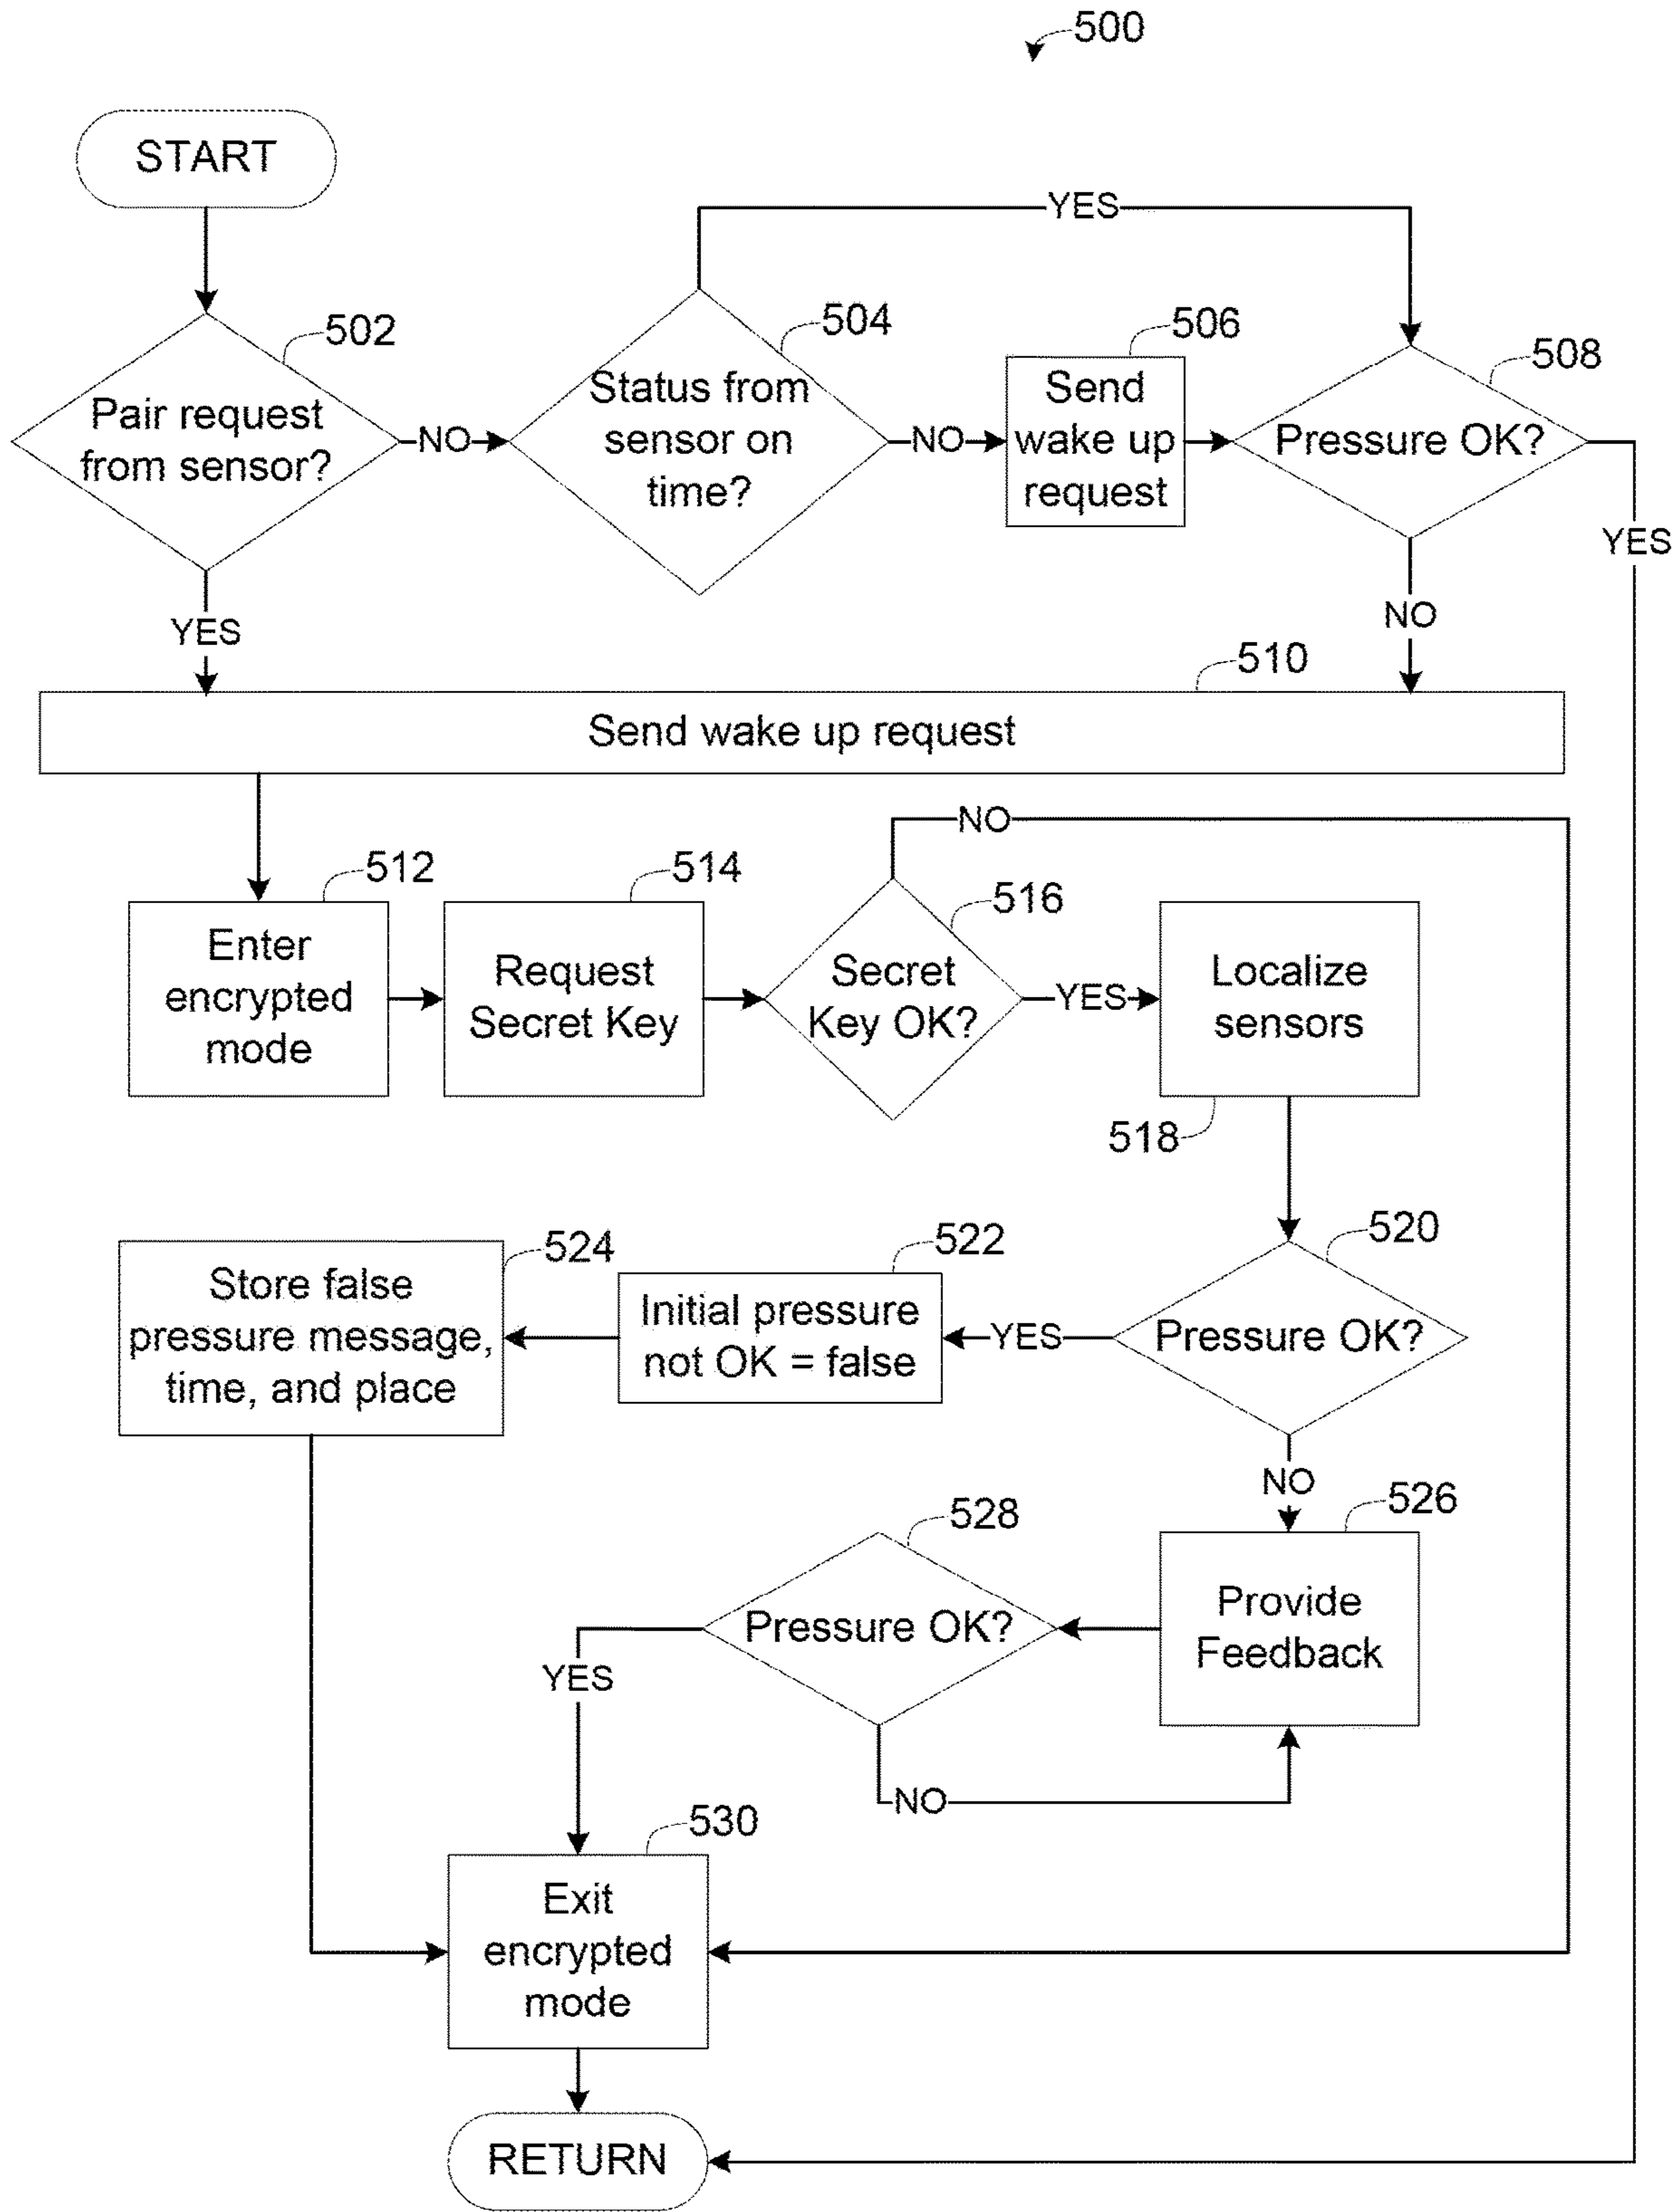 500
START
YES
502
504
506
508
Pair request
from sensor?
NO
Status from
sensor on
time?
NO
Send
wake up
request
Pressure OK?
YES
YES
NO
510
Send wake up request
NO
512
514
516
Enter
encrypted
mode
Request
Secret Key
Secret
Key OK?
YES
Localize
sensors
518
520
522
524
Store false
pressure message,
time, and place
Initial pressure
not OK = false
YES
Pressure OK?
NO
526
528
Provide
Feedback
Pressure OK?
YES
NO
530
Exit
encrypted
mode
RETURN